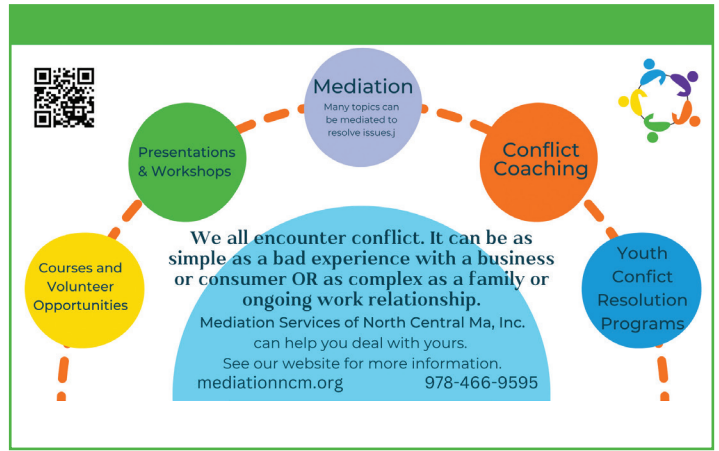 Mediation
Many topics can
be mediated to
resolve issues.j
Presentations
& Workshops
Conflict
Coaching
Courses and
Volunteer
Opportunities
Youth
Confict
Resolution
Programs
We all encounter conflict. It can be as
simple as a bad experience with a business
or consumer OR as complex as a family or
ongoing work relationship.
Mediation Services of North Central Ma, Inc.
can help you deal with yours.
See our website for more information.
mediationncm.org 978-466-9595